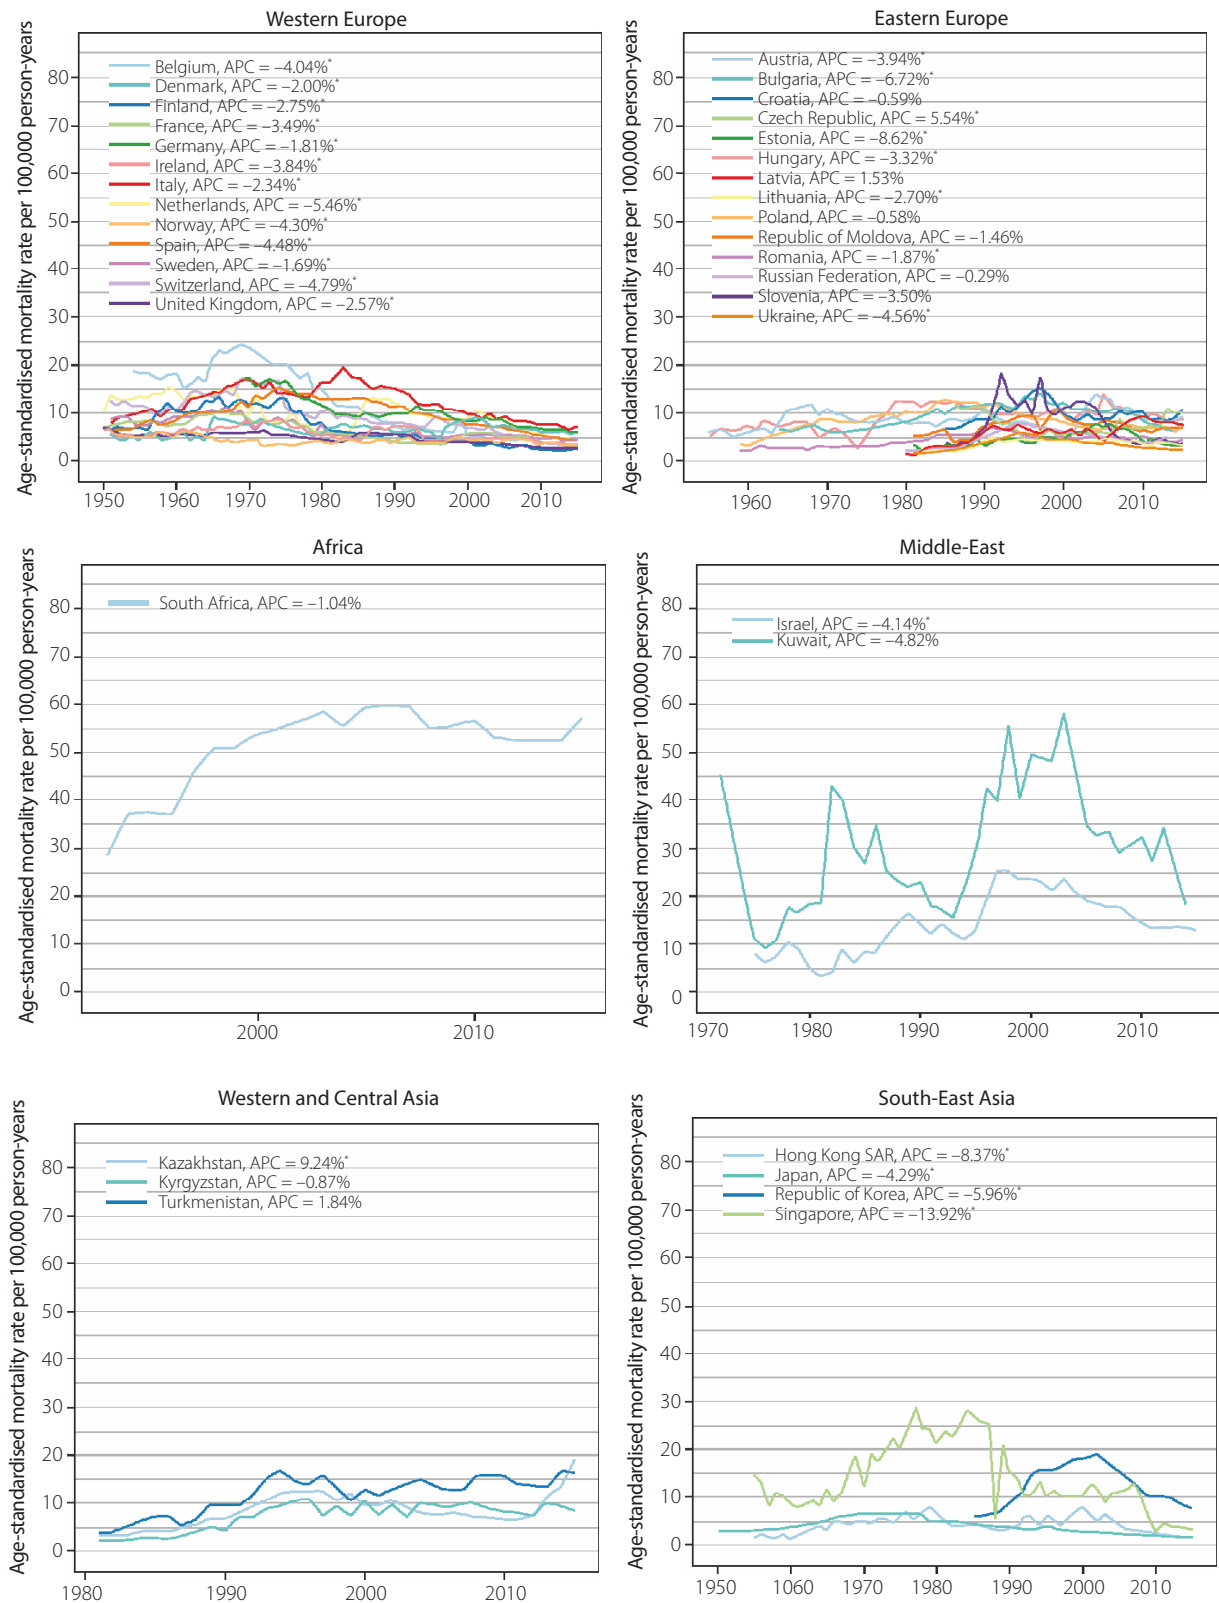 Western Europe
Age-standardised mortality rate per 100,000 person-years
80
70
60
50
40
30
20
10
0
Belgium, APC = –4.04%*
Denmark, APC = –2.00%*
Finland, APC = –2.75%*
France, APC = –3.49%*
Germany, APC = –1.81%*
Ireland, APC = –3.84%*
Italy, APC = –2.34%*
Netherlands, APC = –5.46%*
Norway, APC = –4.30%*
Spain, APC = –4.48%*
Sweden, APC = –1.69%*
Switzerland, APC = –4.79%*
United Kingdom, APC = –2.57%*
1950 1960 1970 1980 1990 2000 2010
Eastern Europe
Age-standardised mortality rate per 100,000 person-years
80
70
60
50
40
30
20
10
0
Austria, APC = –3.94%*
Bulgaria, APC = –6.72%*
Croatia, APC = –0.59%
Czech Republic, APC = 5.54%*
Estonia, APC = –8.62%*
Hungary, APC = –3.32%*
Latvia, APC = 1.53%
Lithuania, APC = –2.70%*
Poland, APC = –0.58%
Republic of Moldova, APC = –1.46%
Romania, APC = –1.87%*
Russian Federation, APC = –0.29%
Slovenia, APC = –3.50%
Ukraine, APC = –4.56%*
1960 1970 1980 1990 2000 2010
Africa
Age-standardised mortality rate per 100,000 person-years
80
70
60
50
40
30
20
10
0
South Africa, APC = –1.04%
2000 2010
Middle-East
Age-standardised mortality rate per 100,000 person-years
80
70
60
50
40
30
20
10
0
Israel, APC = –4.14%*
Kuwait, APC = –4.82%
1970 1980 1990 2000 2010
Western and Central Asia
Age-standardised mortality rate per 100,000 person-years
80
70
60
50
40
30
20
10
0
Kazakhstan, APC = 9.24%*
Kyrgyzstan, APC = –0.87%
Turkmenistan, APC = 1.84%
1980 1990 2000 2010
South-East Asia
Age-standardised mortality rate per 100,000 person-years
80
70
60
50
40
30
20
10
0
Hong Kong SAR, APC = –8.37%*
Japan, APC = –4.29%*
Republic of Korea, APC = –5.96%*
Singapore, APC = –13.92%*
1950 1060 1970 1980 1990 2000 2010